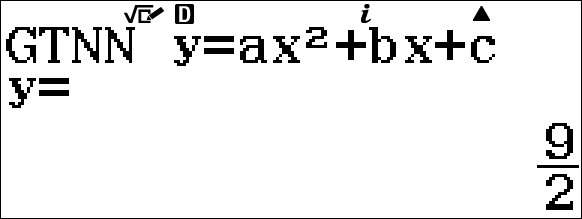 √▫ D i ▲
GTNN y=ax²+bx+c
y=
9/2